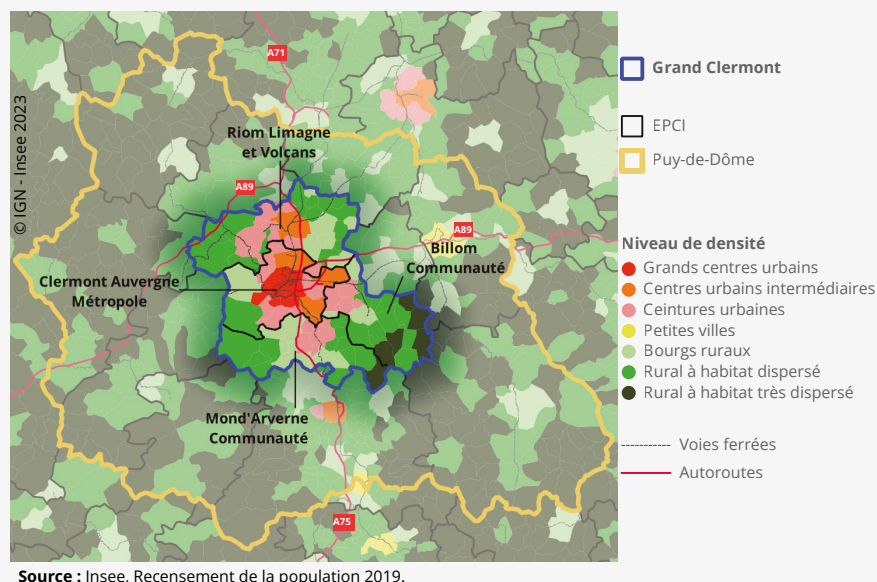 © IGN - Insee 2023
A71
Riom Limagne
et Volcans
A89
A89
Billom
Communauté
Clermont Auvergne
Métropole
Mond'Arverne
Communauté
A75
Grand Clermont
EPCI
Puy-de-Dôme
Niveau de densité
Grands centres urbains
Centres urbains intermédiaires
Ceintures urbaines
Petites villes
Bourgs ruraux
Rural à habitat dispersé
Rural à habitat très dispersé
Voies ferrées
Autoroutes
Source : Insee, Recensement de la population 2019.